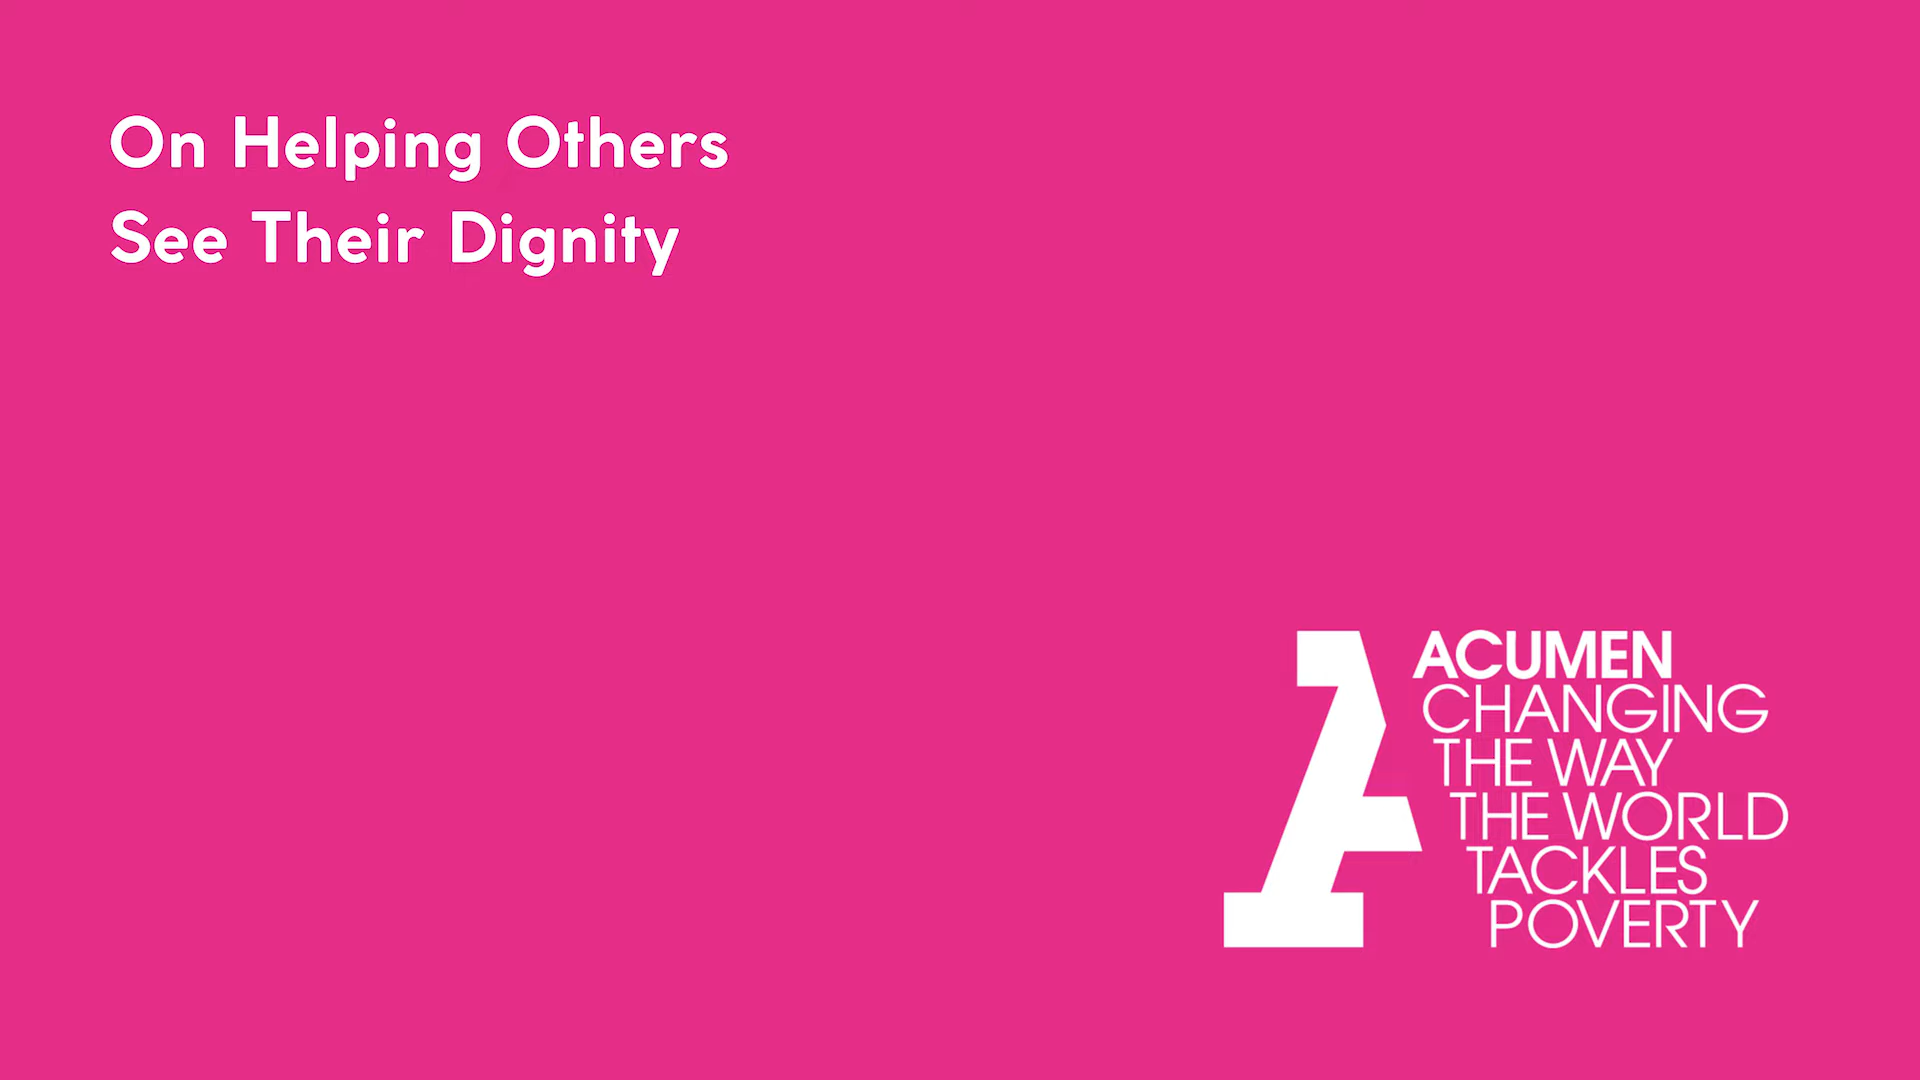 On Helping Others
See Their Dignity
ACUMEN
CHANGING
THE WAY
THE WORLD
TACKLES
POVERTY